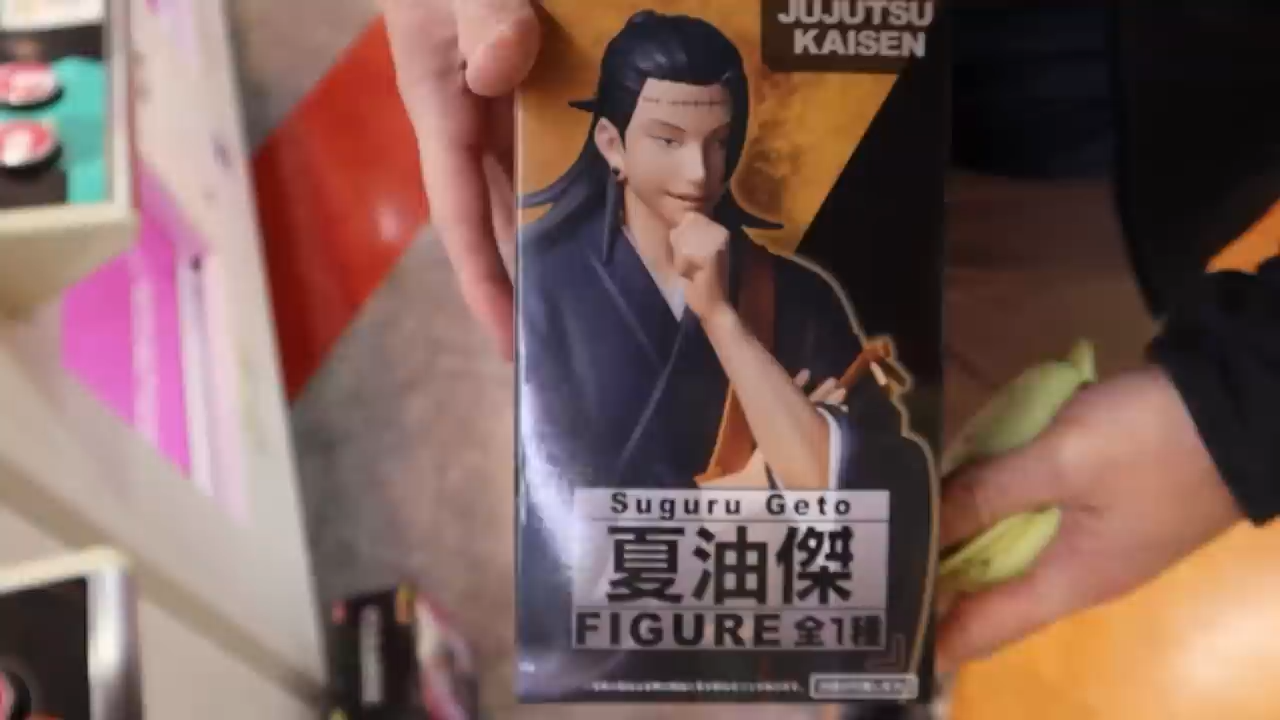 JUJUTSU
KAISEN
Suguru Geto
夏油傑
FIGURE 全1種